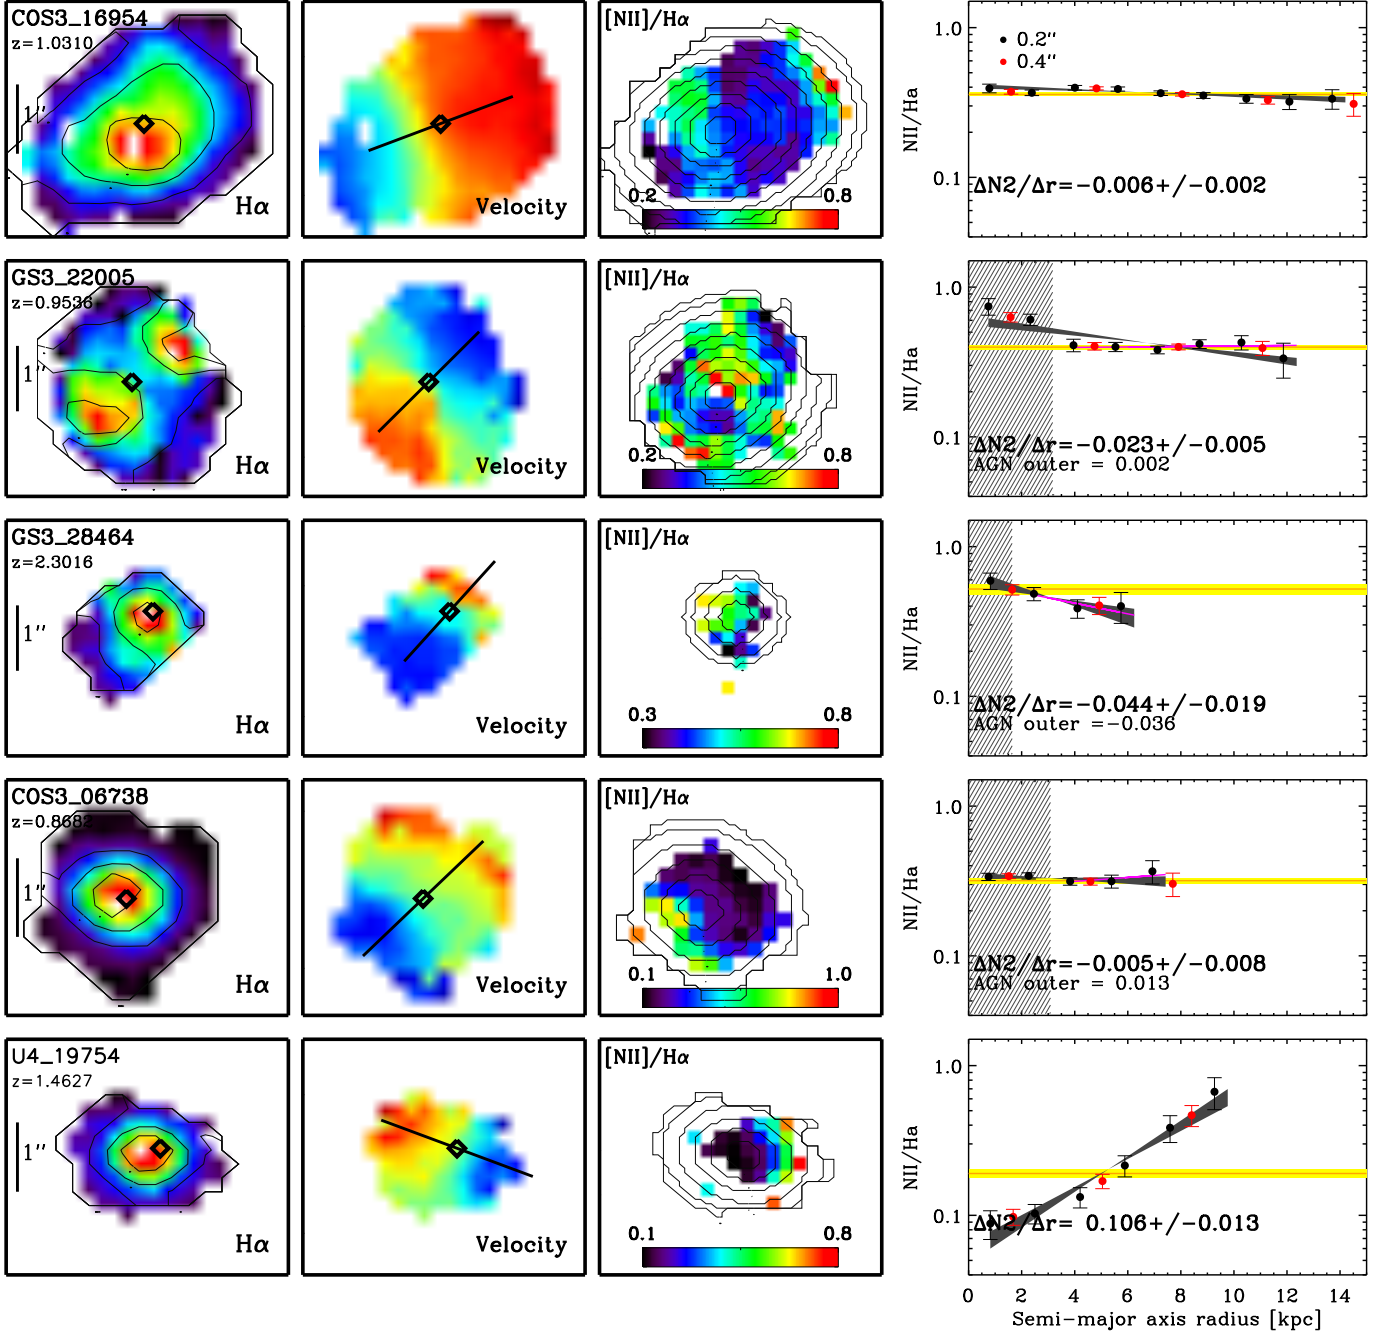 COS3_16954
z=1.0310
1"
Hα
Velocity
[NII]/Hα
0.2 0.8
1.0
0.2"
0.4"
NII/Ha
0.1
ΔN2/Δr=-0.006+/-0.002
GS3_22005
z=0.9536
1"
Hα
Velocity
[NII]/Hα
0.2 0.8
1.0
NII/Ha
0.1
ΔN2/Δr=-0.023+/-0.005
AGN outer = 0.002
GS3_28464
z=2.3016
1"
Hα
Velocity
[NII]/Hα
0.3 0.8
1.0
NII/Ha
0.1
ΔN2/Δr=-0.044+/-0.019
AGN outer =-0.036
COS3_06738
z=0.8682
1"
Hα
Velocity
[NII]/Hα
0.1 1.0
1.0
NII/Ha
0.1
ΔN2/Δr=-0.005+/-0.008
AGN outer = 0.013
U4_19754
z=1.4627
1"
Hα
Velocity
[NII]/Hα
0.1 0.8
1.0
NII/Ha
0.1
ΔN2/Δr= 0.106+/-0.013
0 2 4 6 8 10 12 14
Semi-major axis radius [kpc]